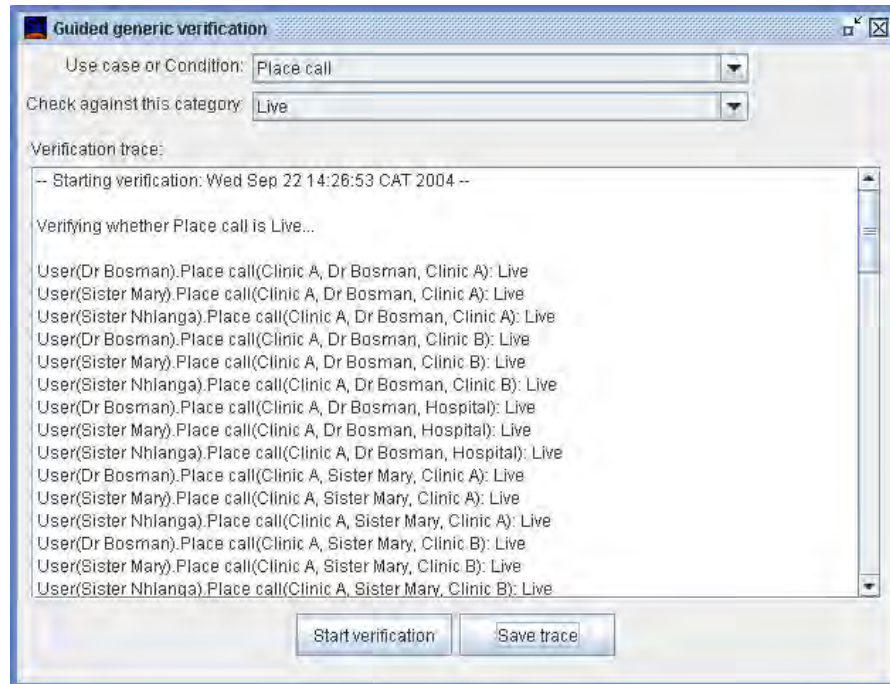 Guided generic verification
Use case or Condition: Place call
Check against this category: Live
Verification trace:
-- Starting verification: Wed Sep 22 14:26:53 CAT 2004 --
Verifying whether Place call is Live...
User(Dr Bosman).Place call(Clinic A, Dr Bosman, Clinic A): Live
User(Sister Mary).Place call(Clinic A, Dr Bosman, Clinic A): Live
User(Sister Nhlanga).Place call(Clinic A, Dr Bosman, Clinic A): Live
User(Dr Bosman).Place call(Clinic A, Dr Bosman, Clinic B): Live
User(Sister Mary).Place call(Clinic A, Dr Bosman, Clinic B): Live
User(Sister Nhlanga).Place call(Clinic A, Dr Bosman, Clinic B): Live
User(Dr Bosman).Place call(Clinic A, Dr Bosman, Hospital): Live
User(Sister Mary).Place call(Clinic A, Dr Bosman, Hospital): Live
User(Sister Nhlanga).Place call(Clinic A, Dr Bosman, Hospital): Live
User(Dr Bosman).Place call(Clinic A, Sister Mary, Clinic A): Live
User(Sister Mary).Place call(Clinic A, Sister Mary, Clinic A): Live
User(Sister Nhlanga).Place call(Clinic A, Sister Mary, Clinic A): Live
User(Dr Bosman).Place call(Clinic A, Sister Mary, Clinic B): Live
User(Sister Mary).Place call(Clinic A, Sister Mary, Clinic B): Live
User(Sister Nhlanga).Place call(Clinic A, Sister Mary, Clinic B): Live
Start verification Save trace